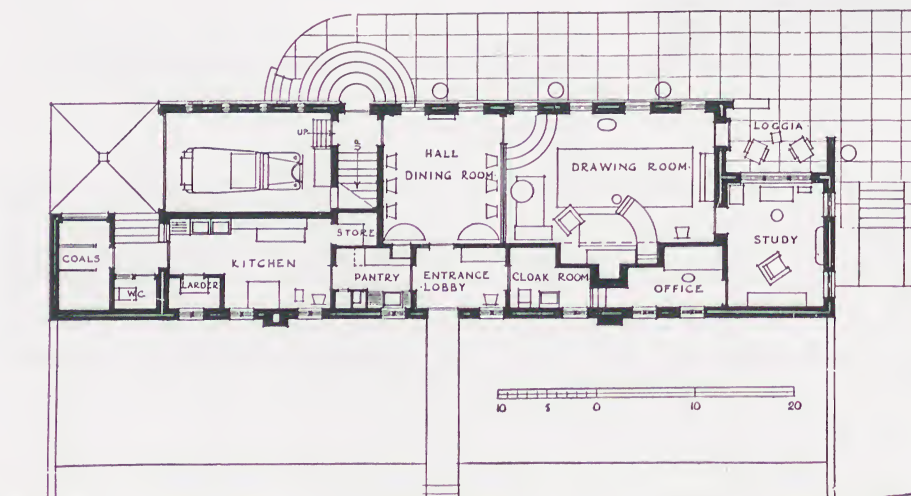 LOGGIA
UP
HALL
DINING ROOM
UP
DRAWING ROOM
STORE
STUDY
COALS
KITCHEN
PANTRY
ENTRANCE
LOBBY
CLOAK ROOM
OFFICE
LARDER
W.C
10 5 0 10 20